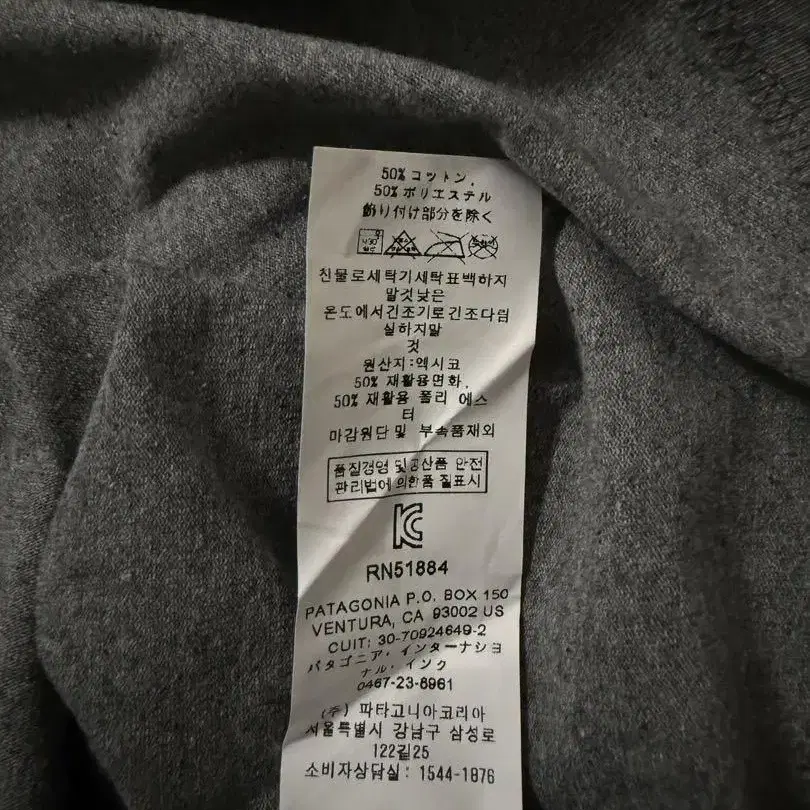 50% コットン,
50% ポリエステル
飾り付け部分を除く
친물로세탁기세탁표백하지
말것낮은
온도에서긴조기로긴조다림
실하지말
것
원산지:엑시코
50% 재활용면화,
50% 재활용 폴리 에스
터
마감원단 및 부속품재외
품질경영 및공산품 안전
관리법에 의한품 질표시
RN51884
PATAGONIA P.O. BOX 150
VENTURA, CA 93002 US
CUIT: 30-70924649-2
パタゴニア・インターナショ
ナル・インク
0467-23-8961
(주) 파타고니아코리아
서울특별시 강남구 삼성로
122길25
소비자상담실: 1544-1876